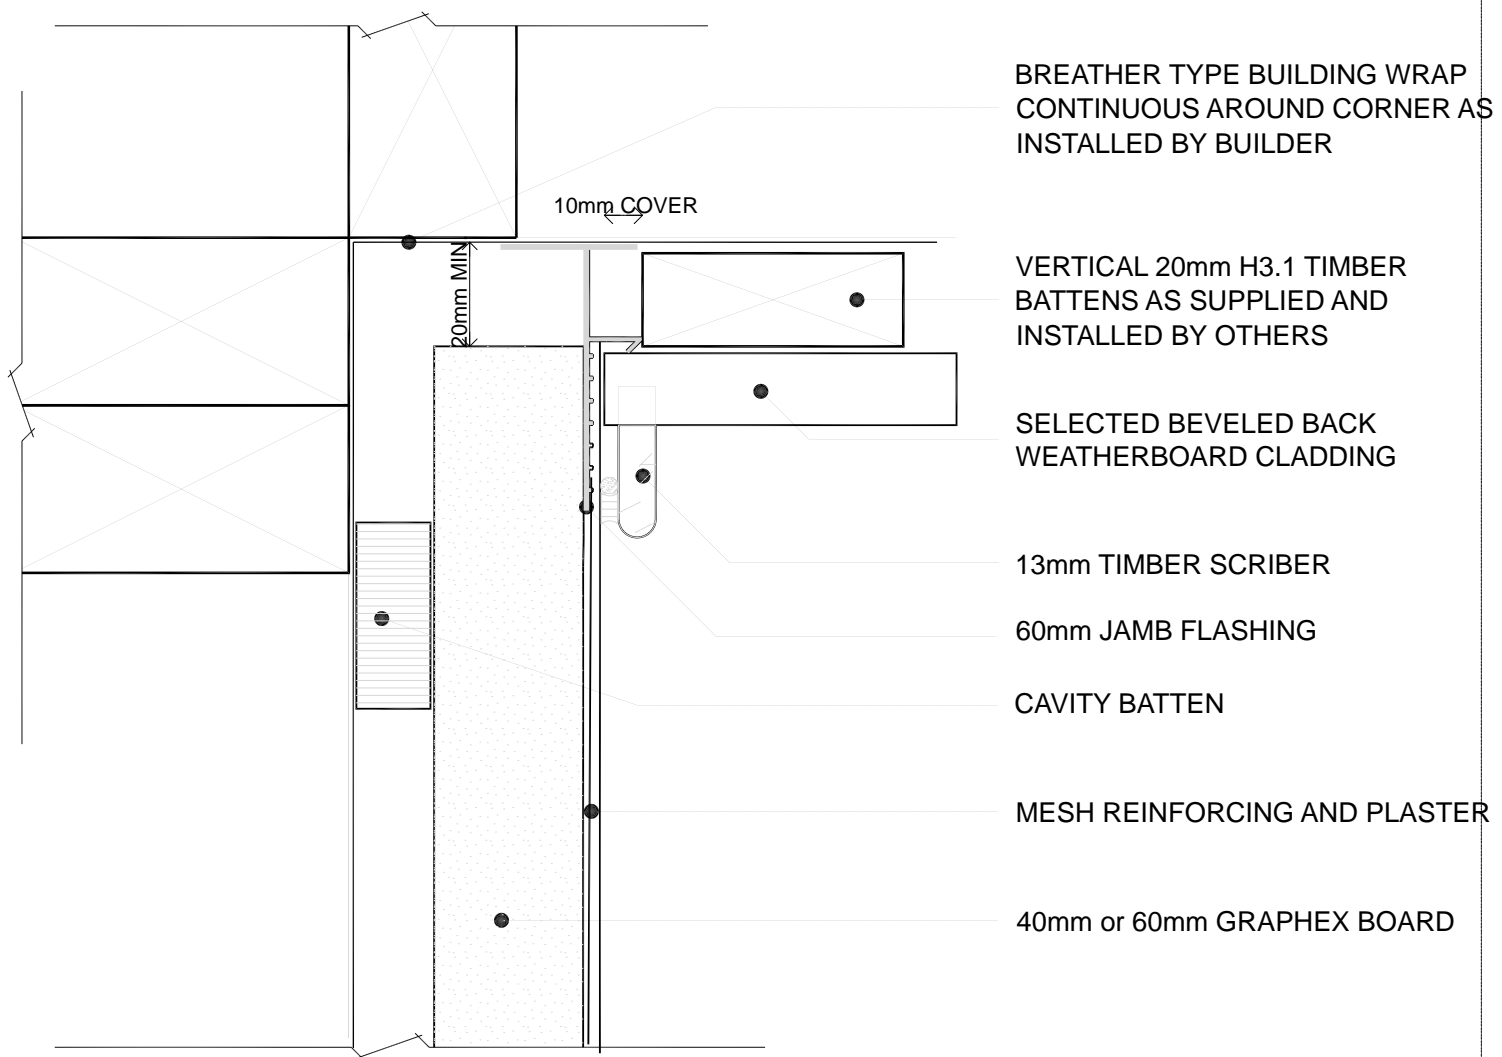 BREATHER TYPE BUILDING WRAP
CONTINUOUS AROUND CORNER AS
INSTALLED BY BUILDER
10mm COVER
20mm MIN
VERTICAL 20mm H3.1 TIMBER
BATTENS AS SUPPLIED AND
INSTALLED BY OTHERS
SELECTED BEVELED BACK
WEATHERBOARD CLADDING
13mm TIMBER SCRIBER
60mm JAMB FLASHING
CAVITY BATTEN
MESH REINFORCING AND PLASTER
40mm or 60mm GRAPHEX BOARD